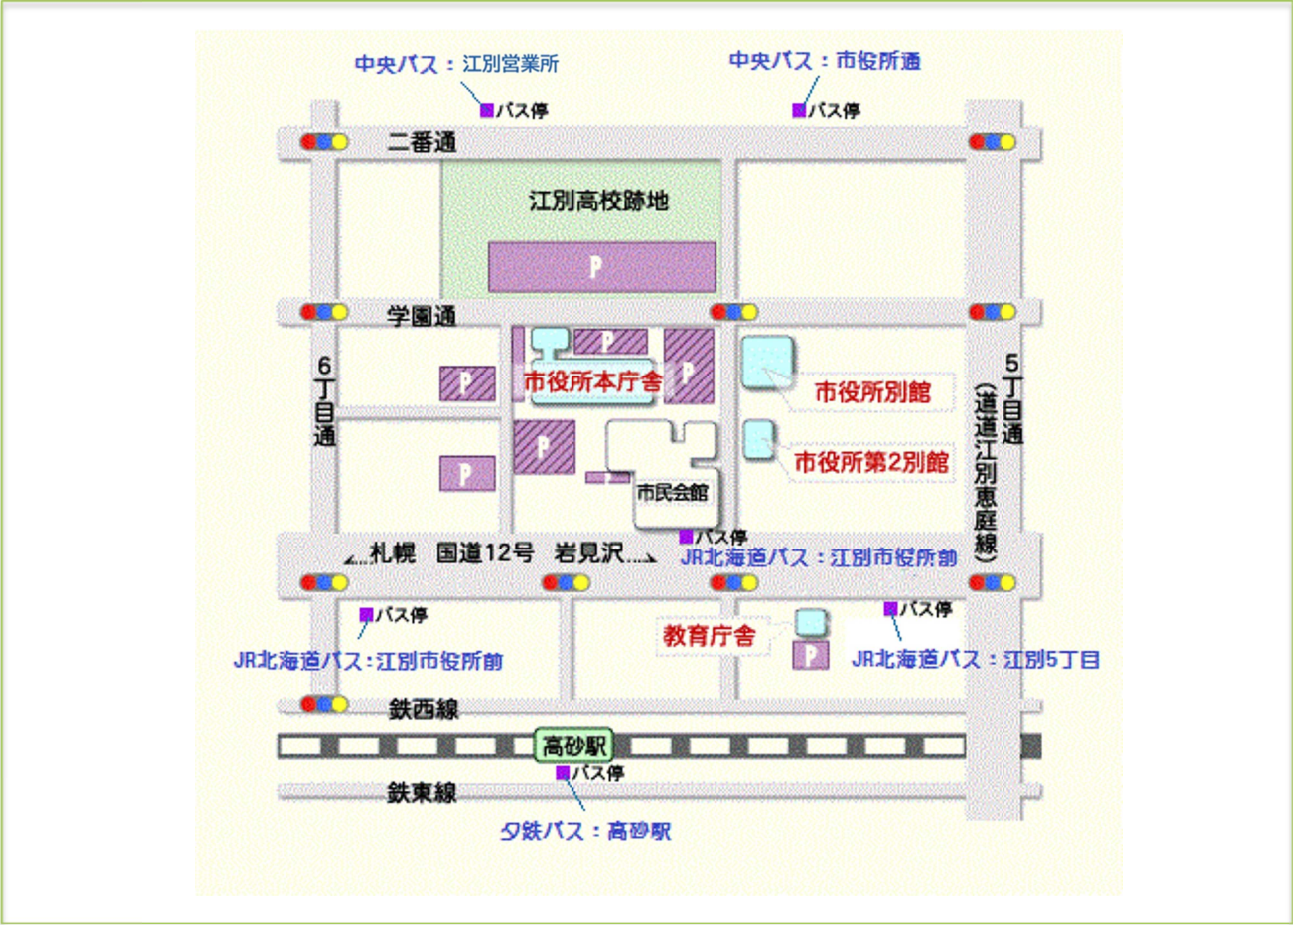 中央バス：江別営業所
中央バス：市役所通
バス停
バス停
二番通
江別高校跡地
P
学園通
P
P
P
市役所本庁舎
市役所別館
6丁目通
5丁目通
（道道江別恵庭線）
P
P
市役所第2別館
市民会館
バス停
札幌 国道12号 岩見沢
JR北海道バス：江別市役所前
バス停
バス停
教育庁舎
P
JR北海道バス：江別市役所前
JR北海道バス：江別5丁目
鉄西線
高砂駅
バス停
鉄東線
夕鉄バス：高砂駅